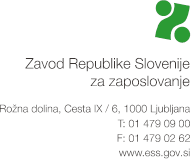 Zavod Republike Slovenije
za zaposlovanje
Rožna dolina, Cesta IX / 6, 1000 Ljubljana
T: 01 479 09 00
F: 01 479 02 62
www.ess.gov.si